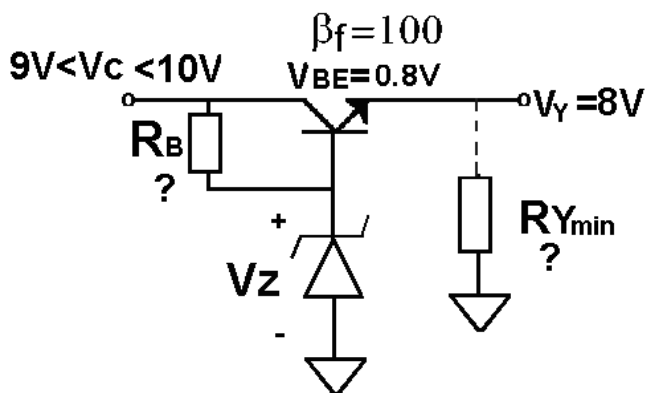 βf=100
9V<Vc<10V
VBE=0.8V
VY=8V
RB
?
RYmin
?
+
Vz
-